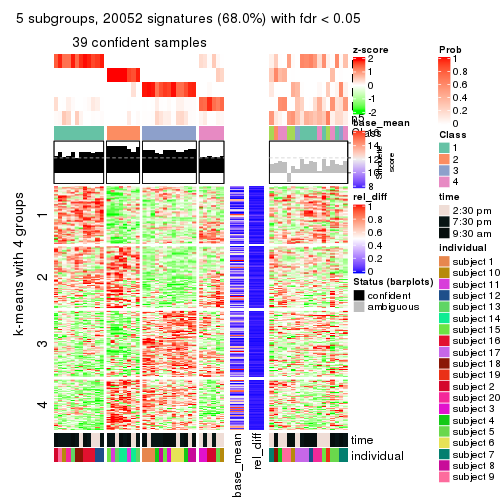 5 subgroups, 20052 signatures (68.0%) with fdr < 0.05
39 confident samples
k-means with 4 groups
1
2
3
4
base_mean
rel_diff
time
individual
z-score
2
1
0
-1
-2
base_mean
16
14
12
10
8
Silhouette
score
rel_diff
1
0.8
0.6
0.4
0.2
0
Status (barplots)
confident
ambiguous
Prob
1
0.8
0.6
0.4
0.2
0
Class
1
2
3
4
time
2:30 pm
7:30 pm
9:30 am
individual
subject 1
subject 10
subject 11
subject 12
subject 13
subject 14
subject 15
subject 16
subject 17
subject 18
subject 19
subject 2
subject 20
subject 3
subject 4
subject 5
subject 6
subject 7
subject 8
subject 9